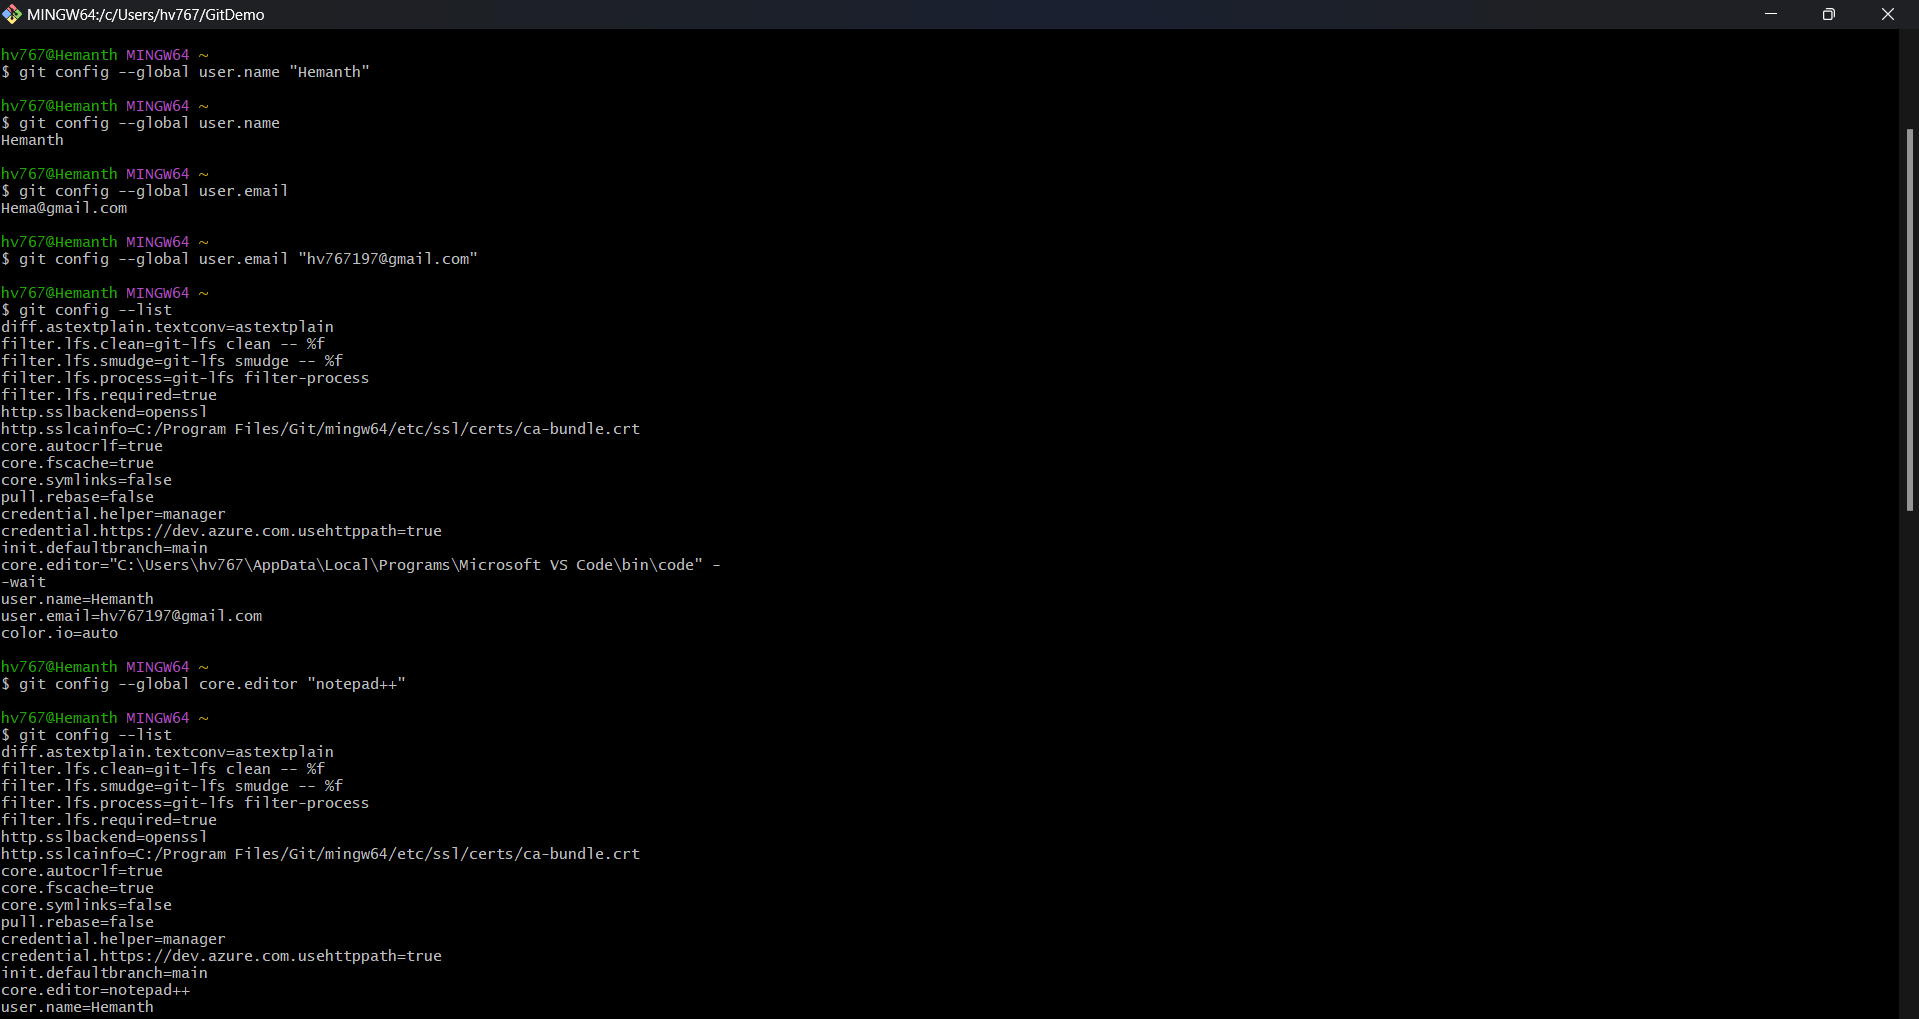 MINGW64:/c/Users/hv767/GitDemo
hv767@Hemanth MINGW64 ~
$ git config --global user.name "Hemanth"
hv767@Hemanth MINGW64 ~
$ git config --global user.name
Hemanth
hv767@Hemanth MINGW64 ~
$ git config --global user.email
Hema@gmail.com
hv767@Hemanth MINGW64 ~
$ git config --global user.email "hv767197@gmail.com"
hv767@Hemanth MINGW64 ~
$ git config --list
diff.astextplain.textconv=astextplain
filter.lfs.clean=git-lfs clean -- %f
filter.lfs.smudge=git-lfs smudge -- %f
filter.lfs.process=git-lfs filter-process
filter.lfs.required=true
http.sslbackend=openssl
http.sslcainfo=C:/Program Files/Git/mingw64/etc/ssl/certs/ca-bundle.crt
core.autocrlf=true
core.fscache=true
core.symlinks=false
pull.rebase=false
credential.helper=manager
credential.https://dev.azure.com.usehttppath=true
init.defaultbranch=main
core.editor="C:\Users\hv767\AppData\Local\Programs\Microsoft VS Code\bin\code" -
-wait
user.name=Hemanth
user.email=hv767197@gmail.com
color.io=auto
hv767@Hemanth MINGW64 ~
$ git config --global core.editor "notepad++"
hv767@Hemanth MINGW64 ~
$ git config --list
diff.astextplain.textconv=astextplain
filter.lfs.clean=git-lfs clean -- %f
filter.lfs.smudge=git-lfs smudge -- %f
filter.lfs.process=git-lfs filter-process
filter.lfs.required=true
http.sslbackend=openssl
http.sslcainfo=C:/Program Files/Git/mingw64/etc/ssl/certs/ca-bundle.crt
core.autocrlf=true
core.fscache=true
core.symlinks=false
pull.rebase=false
credential.helper=manager
credential.https://dev.azure.com.usehttppath=true
init.defaultbranch=main
core.editor=notepad++
user.name=Hemanth